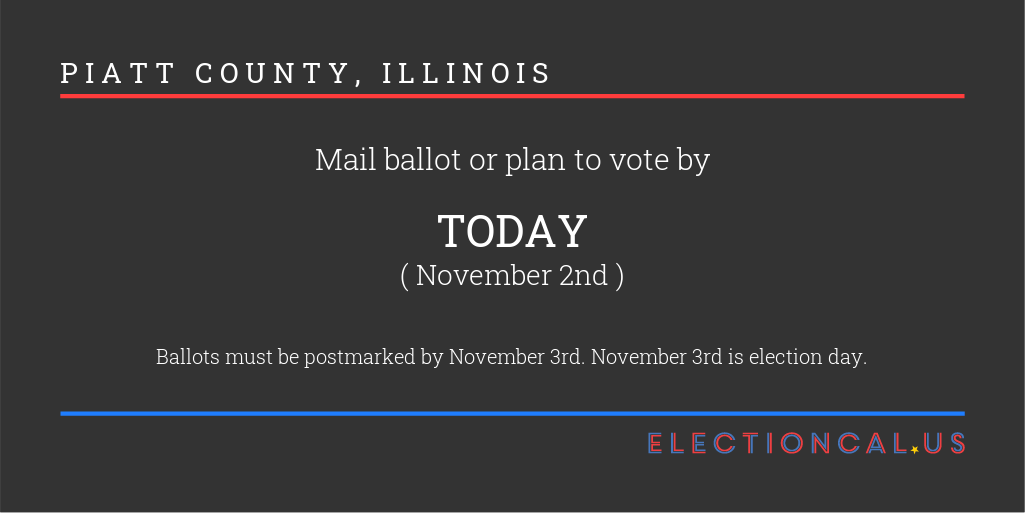 PIATT COUNTY, ILLINOIS
Mail ballot or plan to vote by
TODAY
( November 2nd )
Ballots must be postmarked by November 3rd. November 3rd is election day.
ELECTIONCAL.US